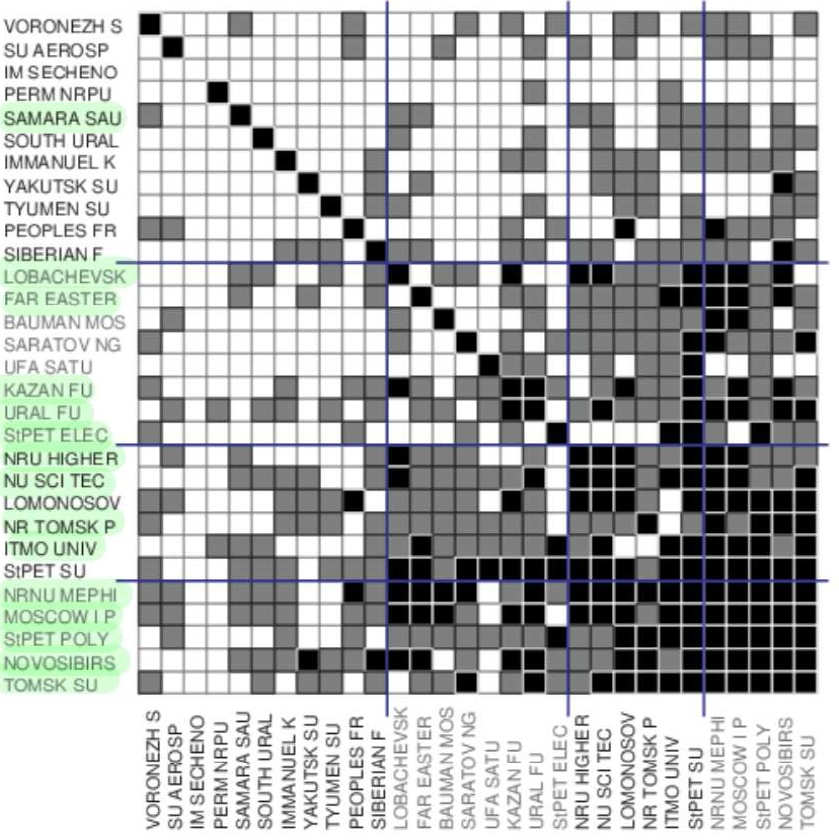 VORONEZH S
SU AEROSP
IM SECHENO
PERM NRPU
SAMARA SAU
SOUTH URAL
IMMANUEL K
YAKUTSK SU
TYUMEN SU
PEOPLES FR
SIBERIAN F
LOBACHEVSK
FAR EASTER
BAUMAN MOS
SARATOV NG
UFA SATU
KAZAN FU
URAL FU
StPET ELEC
NRU HIGHER
NU SCI TEC
LOMONOSOV
NR TOMSK P
ITMO UNIV
StPET SU
NRNU MEPHI
MOSCOW I P
StPET POLY
NOVOSIBIRS
TOMSK SU
VORONEZH S
SU AEROSP
IM SECHENO
PERM NRPU
SAMARA SAU
SOUTH URAL
IMMANUEL K
YAKUTSK SU
TYUMEN SU
PEOPLES FR
SIBERIAN F
LOBACHEVSK
FAR EASTER
BAUMAN MOS
SARATOV NG
UFA SATU
KAZAN FU
URAL FU
StPET ELEC
NRU HIGHER
NU SCI TEC
LOMONOSOV
NR TOMSK P
ITMO UNIV
StPET SU
NRNU MEPHI
MOSCOW I P
StPET POLY
NOVOSIBIRS
TOMSK SU